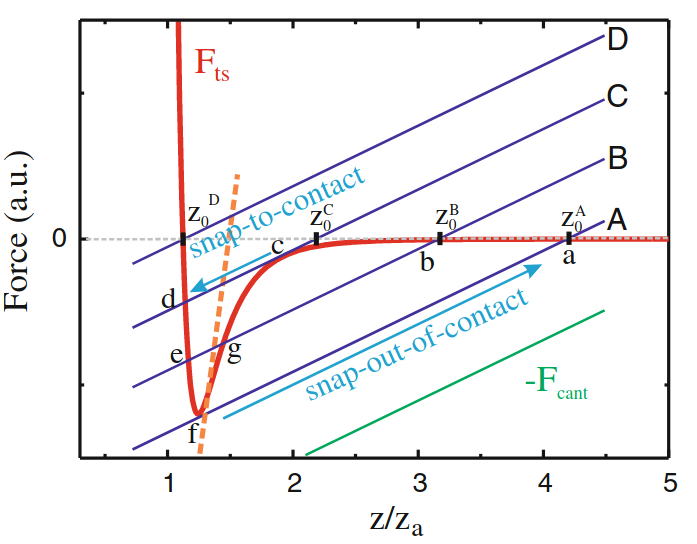 D
F_ts
C
B
snap-to-contact
z_0^D
z_0^C
z_0^B
z_0^A
A
0
c
b
a
d
e
g
snap-out-of-contact
f
-F_cant
1
2
3
4
5
z/z_a
Force (a.u.)